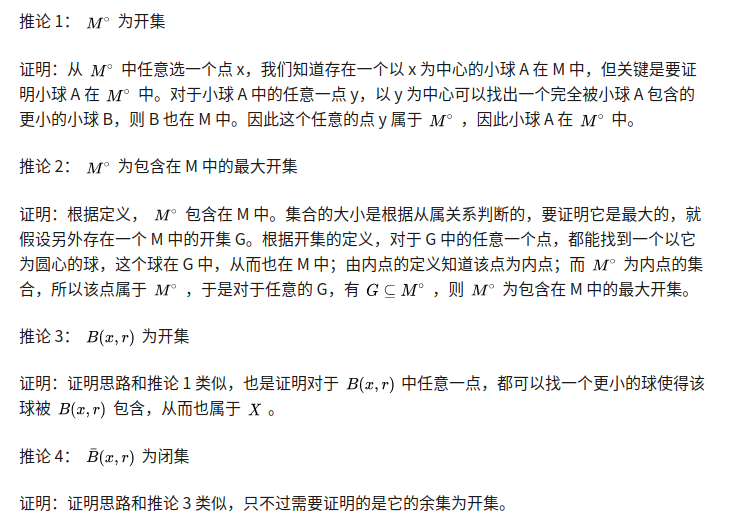 推论 1： M° 为开集
证明：从 M° 中任意选一个点 x，我们知道存在一个以 x 为中心的小球 A 在 M 中，但关键是要证
明小球 A 在 M° 中。对于小球 A 中的任意一点 y，以 y 为中心可以找出一个完全被小球 A 包含的
更小的小球 B，则 B 也在 M 中。因此这个任意的点 y 属于 M° ，因此小球 A 在 M° 中。
推论 2： M° 为包含在 M 中的最大开集
证明：根据定义， M° 包含在 M 中。集合的大小是根据从属关系判断的，要证明它是最大的，就
假设另外存在一个 M 中的开集 G。根据开集的定义，对于 G 中的任意一个点，都能找到一个以它
为圆心的球，这个球在 G 中，从而也在 M 中；由内点的定义知道该点为内点；而 M° 为内点的集
合，所以该点属于 M° ，于是对于任意的 G，有 G ⊆ M° ，则 M° 为包含在 M 中的最大开集。
推论 3： B(x, r) 为开集
证明：证明思路和推论 1 类似，也是证明对于 B(x, r) 中任意一点，都可以找一个更小的球使得该
球被 B(x, r) 包含，从而也属于 X 。
推论 4： B̄(x, r) 为闭集
证明：证明思路和推论 3 类似，只不过需要证明的是它的余集为开集。